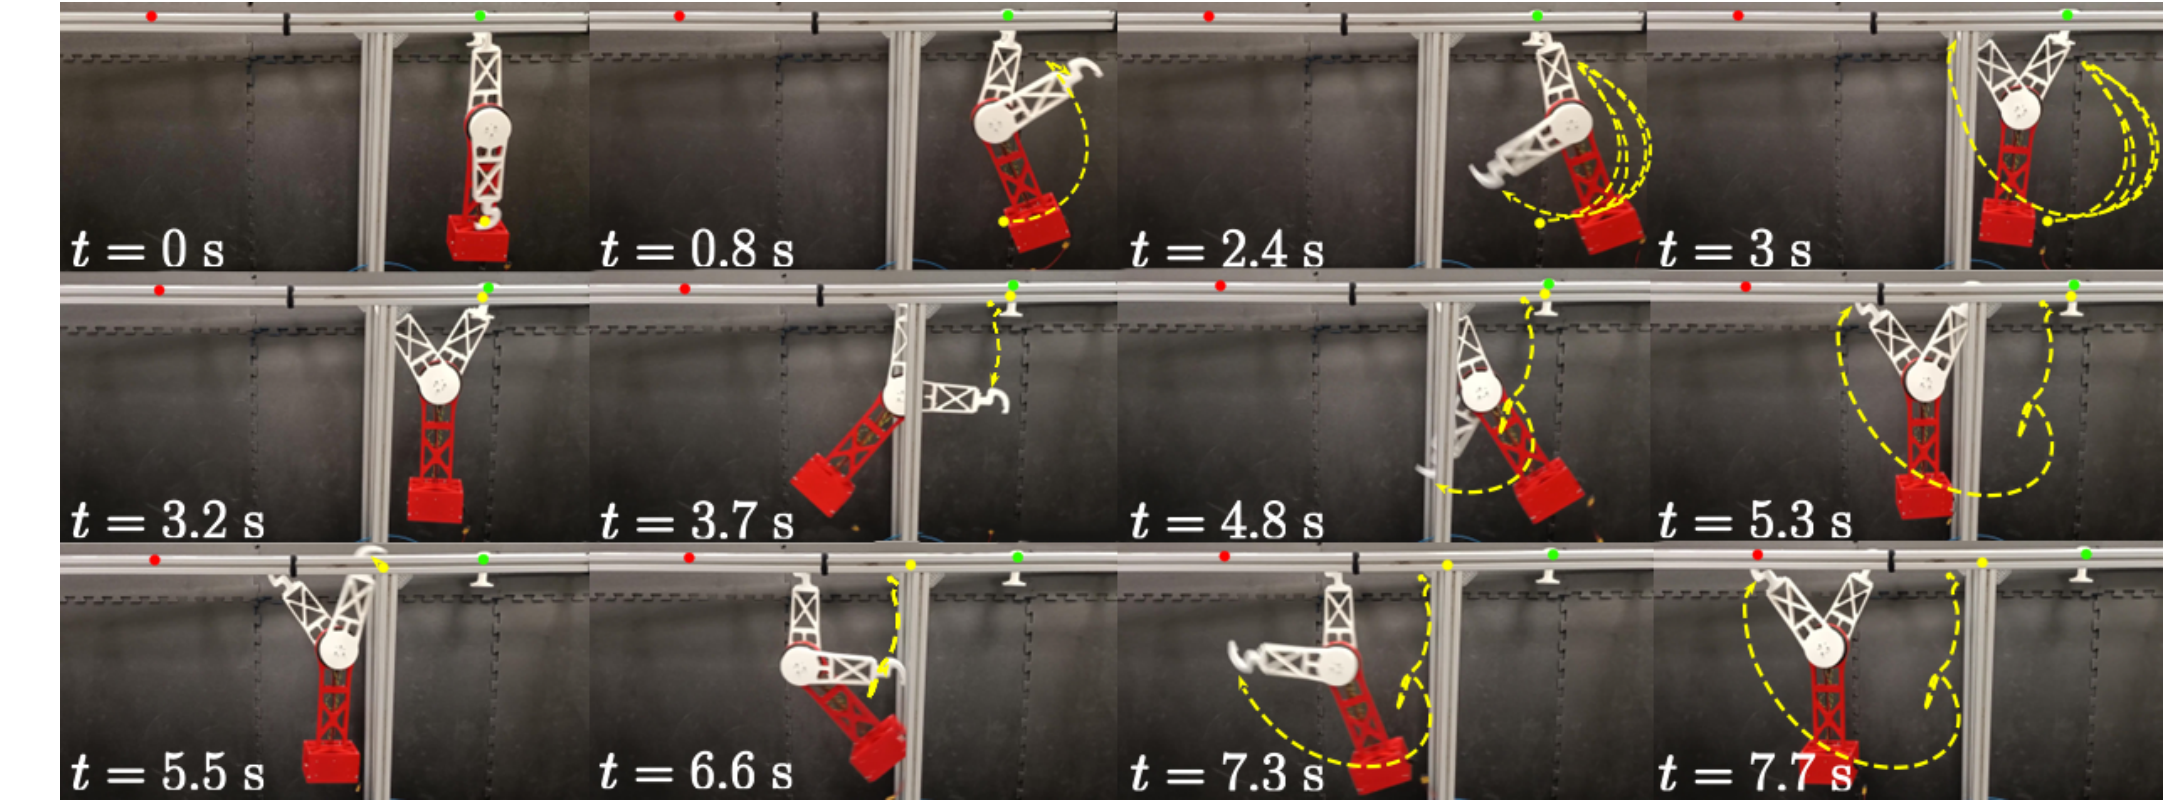 t = 0 s
t = 0.8 s
t = 2.4 s
t = 3 s
t = 3.2 s
t = 3.7 s
t = 4.8 s
t = 5.3 s
t = 5.5 s
t = 6.6 s
t = 7.3 s
t = 7.7 s